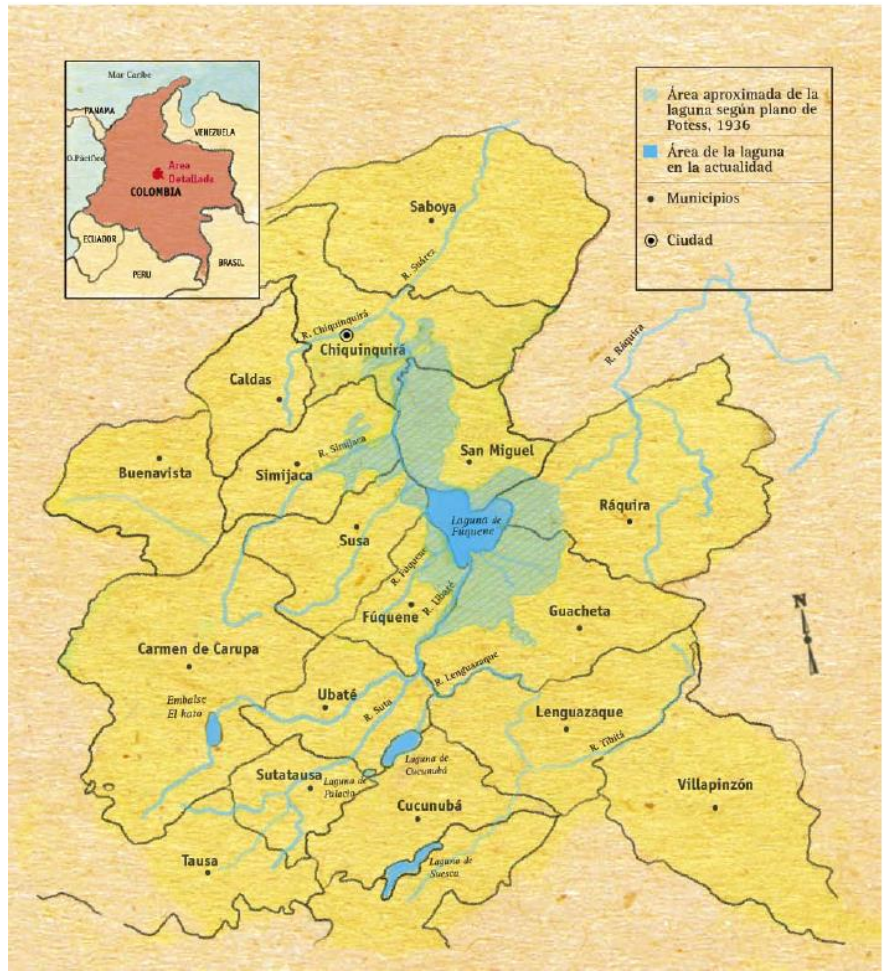 Mar Caribe
PANAMA
VENEZUELA
O.Pácifico
Area
Detallada
COLOMBIA
ECUADOR
BRASIL
PERU
Área aproximada de la
laguna según plano de
Potess, 1936
Área de la laguna
en la actualidad
Municipios
Ciudad
Saboya
R. Suárez
R. Chiquinquirá
Chiquinquirá
R. Ráquira
Caldas
Buenavista
Simijaca
R. Simijaca
San Miguel
Ráquira
Laguna de
Fúquene
Susa
R. Fúquene
R. Ubaté
Fúquene
Guacheta
N
Carmen de Carupa
R. Lenguazaque
Embalse
El hato
Ubaté
R. Suta
Lenguazaque
R. Tibitá
Laguna de
Cucunubá
Sutatausa
Laguna de
Palacio
Cucunubá
Villapinzón
Tausa
Laguna de
Suesca